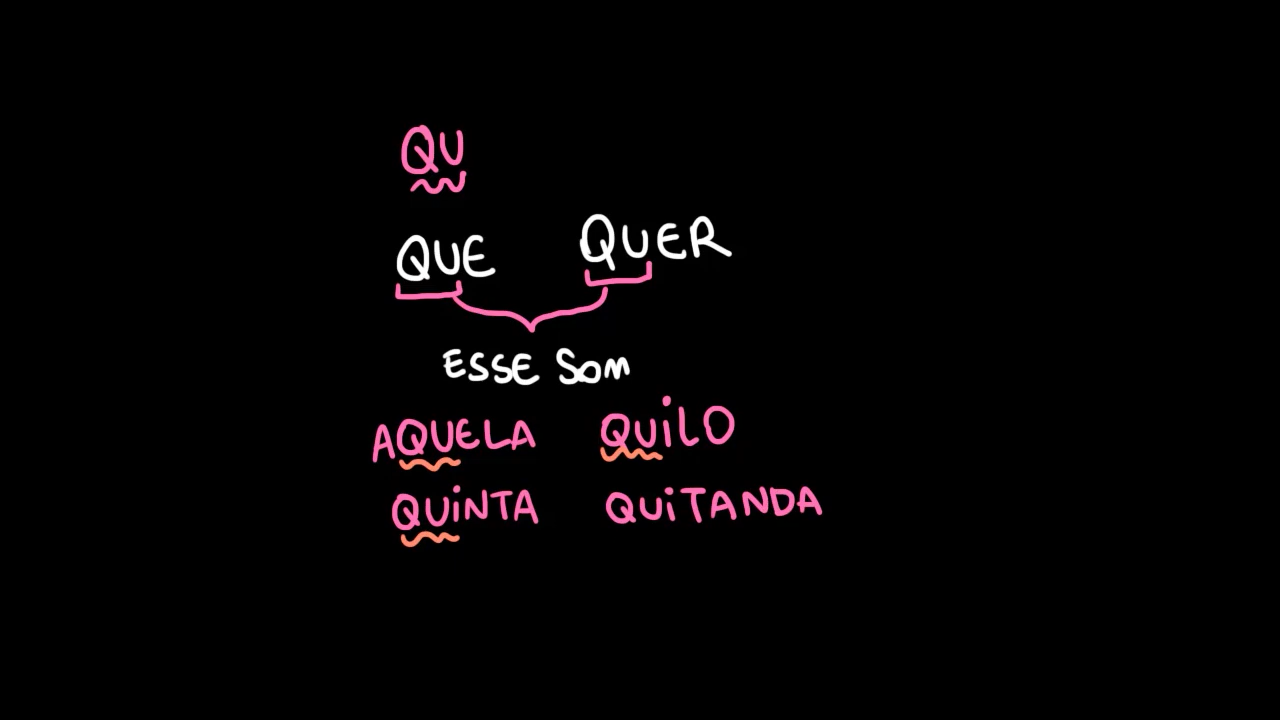 QU
QUE QUER
ESSE SOM
AQUELA QUiLO
QUiNTA QUiTANDA